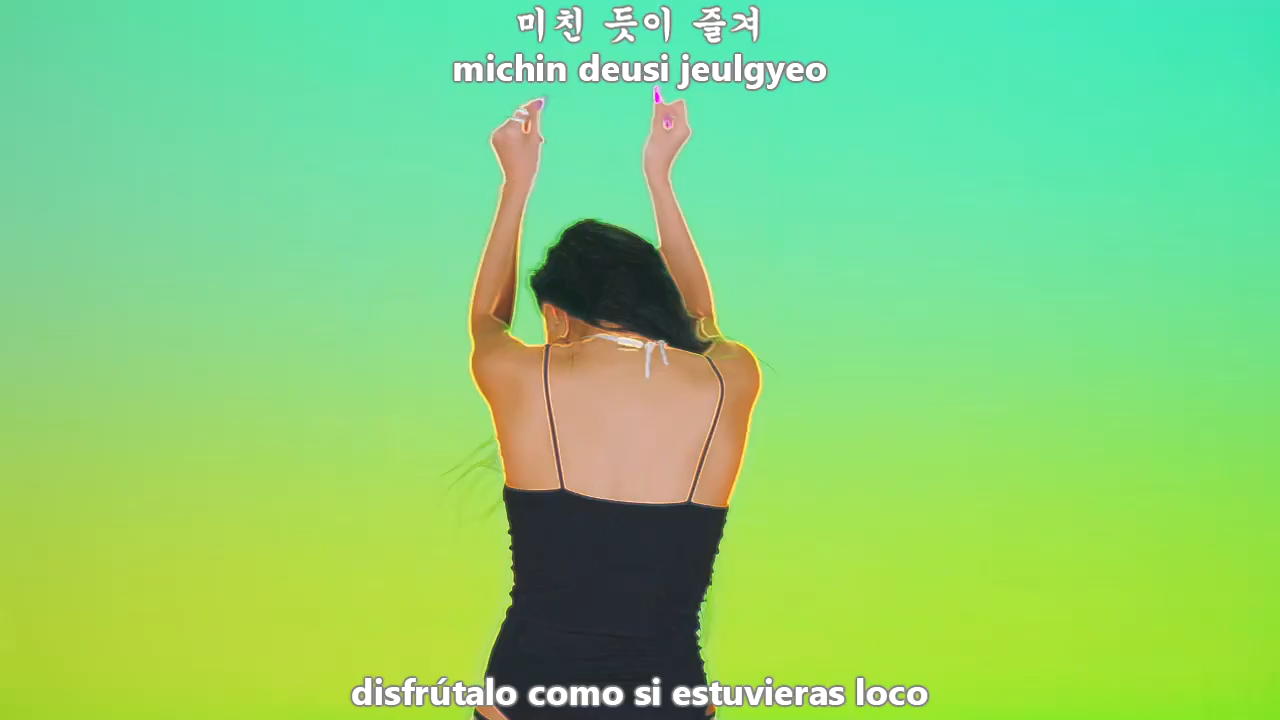 미친 듯이 즐겨
michin deusi jeulgyeo
disfrútalo como si estuvieras loco